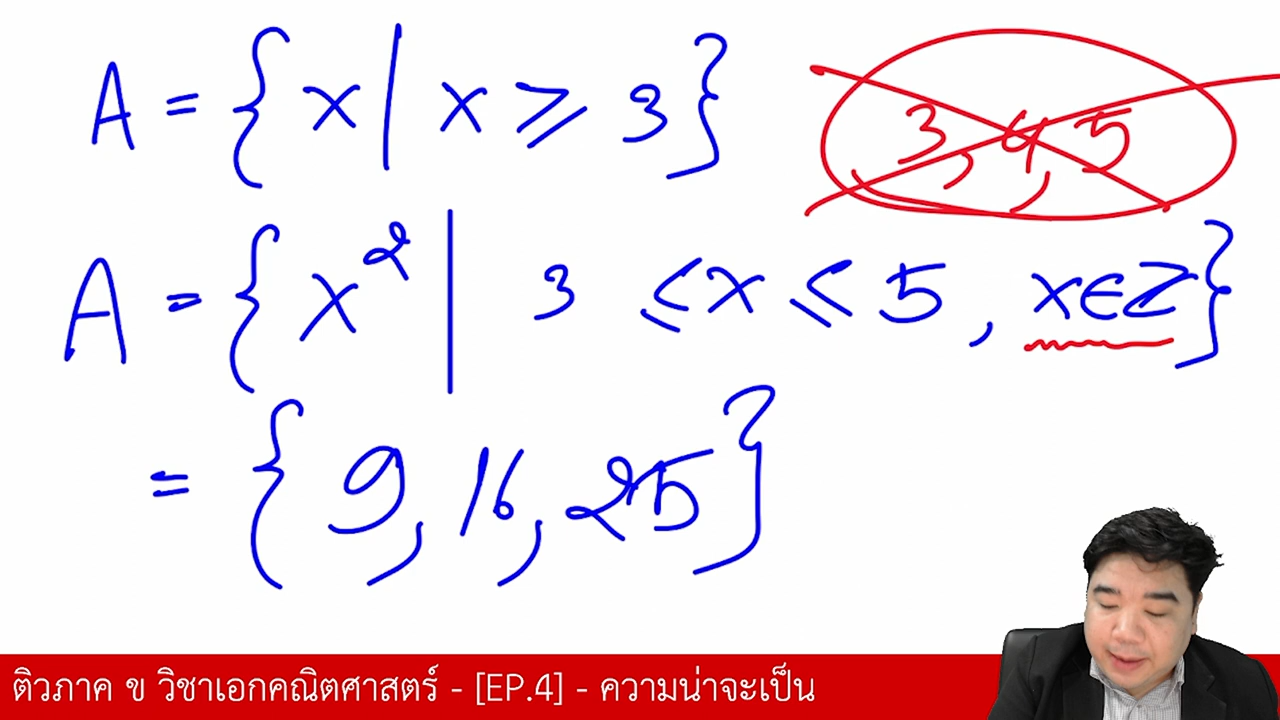 A = { x | x ≥ 3 }
3, 4, 5
A = { x² | 3 ≤ x ≤ 5, x ∈ Z }
= { 9, 16, 25 }
ติวภาค ข วิชาเอกคณิตศาสตร์ - [EP.4] - ความน่าจะเป็น